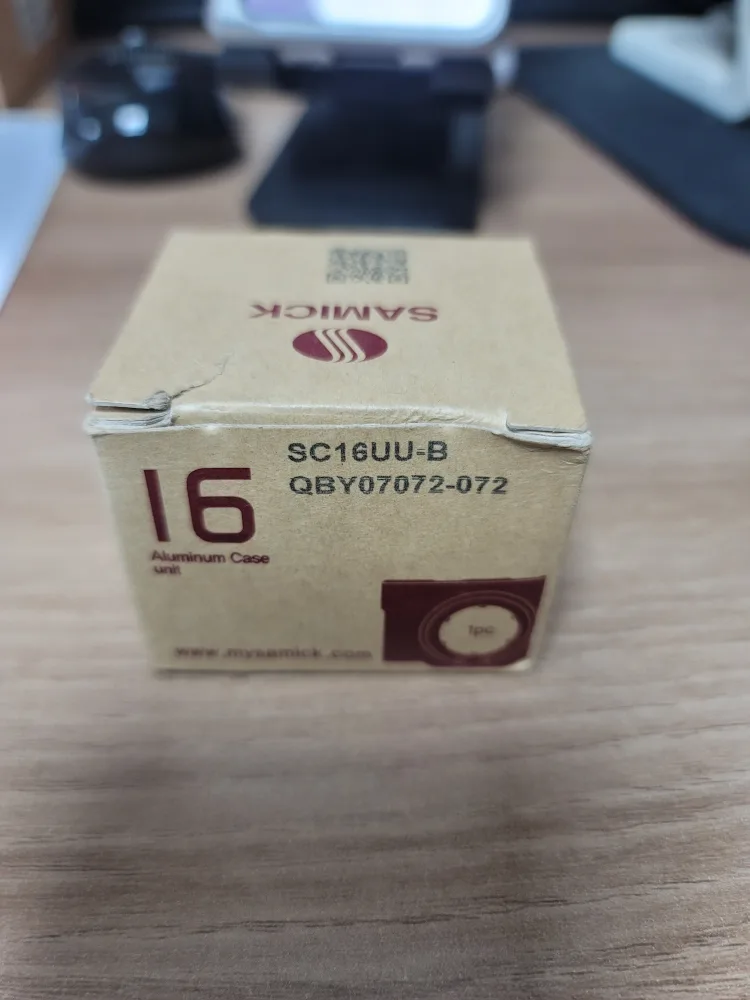 SAMICK
SC16UU-B
QBY07072-072
16
Aluminum Case
unit
www.mysamick.com
1pc